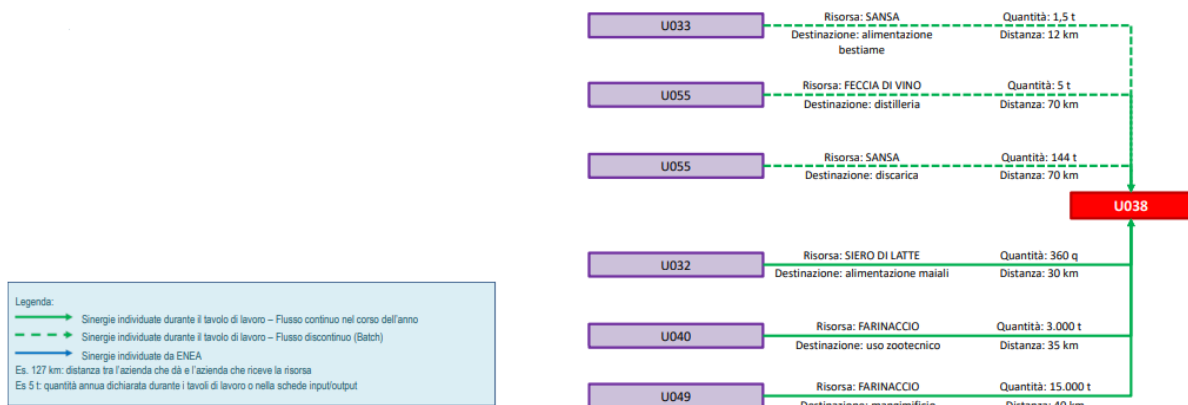 U033
Risorsa: SANSA
Quantità: 1,5 t
Destinazione: alimentazione
bestiame
Distanza: 12 km
U055
Risorsa: FECCIA DI VINO
Quantità: 5 t
Destinazione: distilleria
Distanza: 70 km
U055
Risorsa: SANSA
Quantità: 144 t
Destinazione: discarica
Distanza: 70 km
U038
U032
Risorsa: SIERO DI LATTE
Quantità: 360 q
Destinazione: alimentazione maiali
Distanza: 30 km
U040
Risorsa: FARINACCIO
Quantità: 3.000 t
Destinazione: uso zootecnico
Distanza: 35 km
U049
Risorsa: FARINACCIO
Quantità: 15.000 t
Destinazione: mangimificio
Distanza: 40 km
Legenda:
Sinergie individuate durante il tavolo di lavoro – Flusso continuo nel corso dell'anno
Sinergie individuate durante il tavolo di lavoro – Flusso discontinuo (Batch)
Sinergie individuate da ENEA
Es. 127 km: distanza tra l'azienda che dà e l'azienda che riceve la risorsa
Es 5 t: quantità annua dichiarata durante i tavoli di lavoro o nella schede input/output